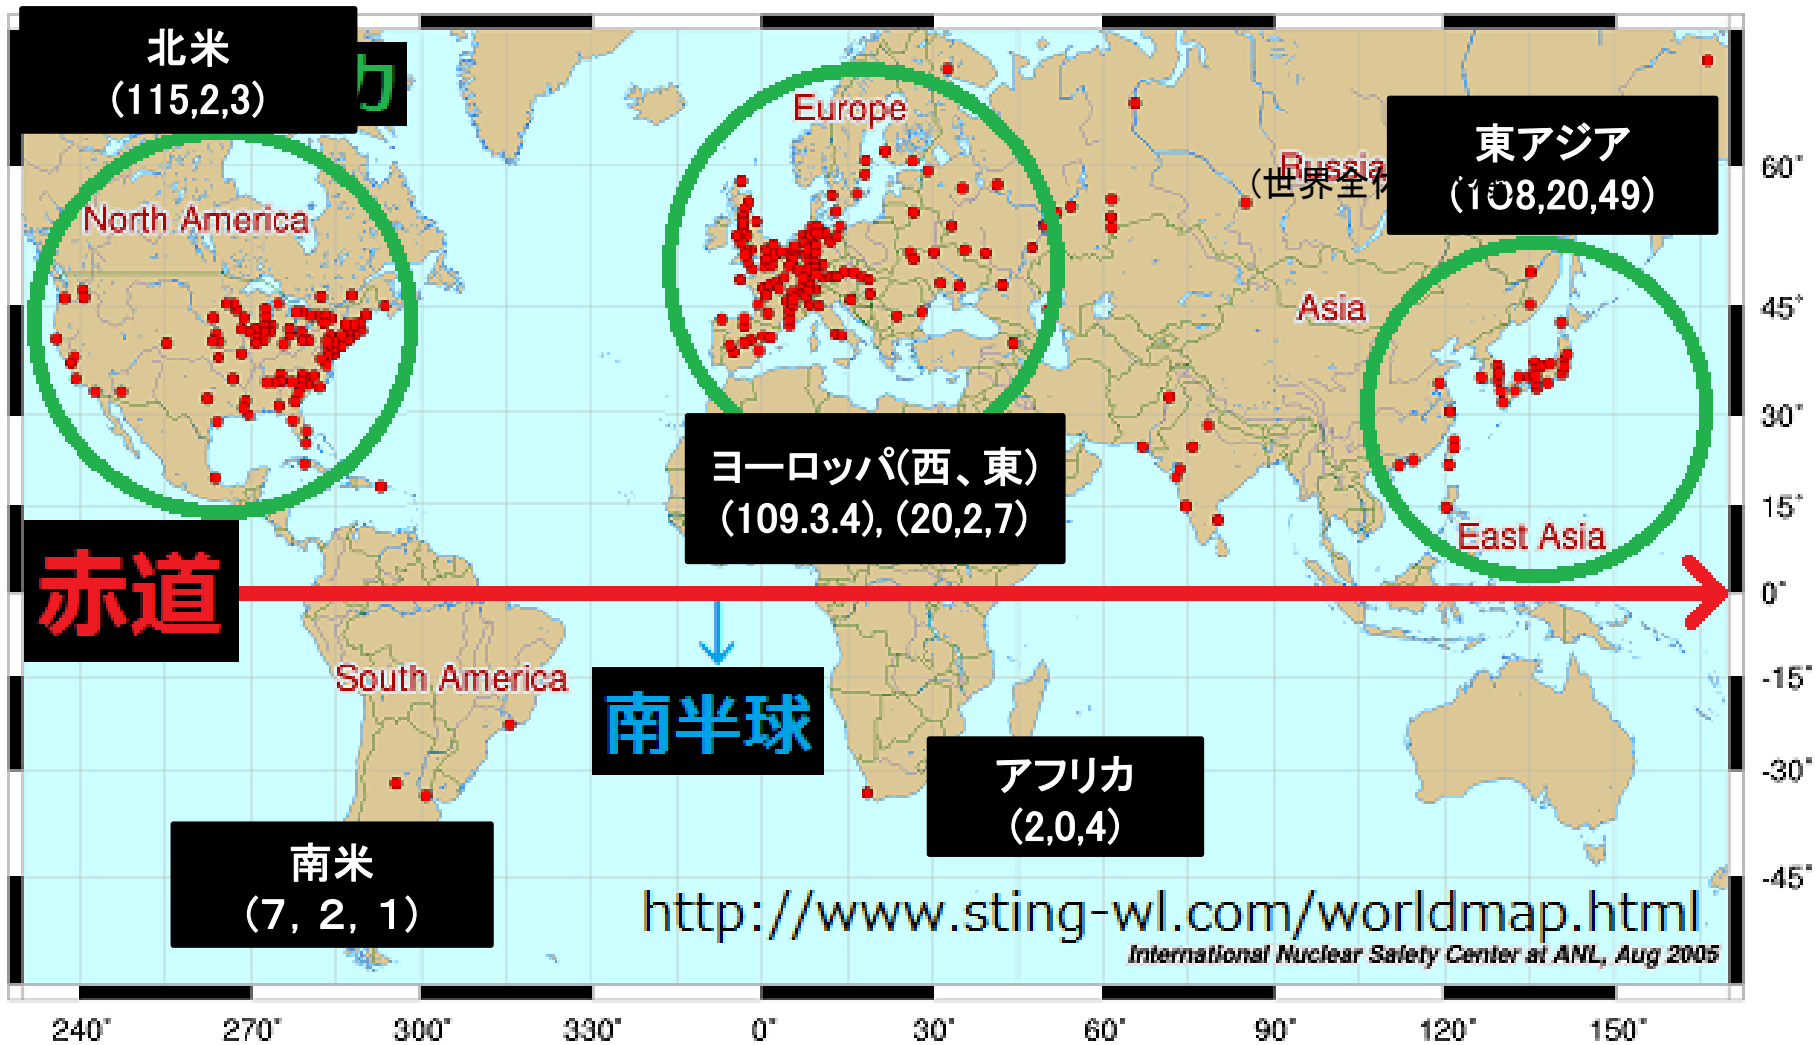 北米
(115,2,3)
カ
Europe
東アジア
(108,20,49)
Russia
(世界全体
North America
Asia
ヨーロッパ(西、東)
(109.3.4), (20,2,7)
East Asia
赤道
South America
南半球
アフリカ
(2,0,4)
南米
(7, 2, 1)
http://www.sting-wl.com/worldmap.html
International Nuclear Safety Center at ANL, Aug 2005
60°
45°
30°
15°
0°
-15°
-30°
-45°
240° 270° 300° 330° 0° 30° 60° 90° 120° 150°